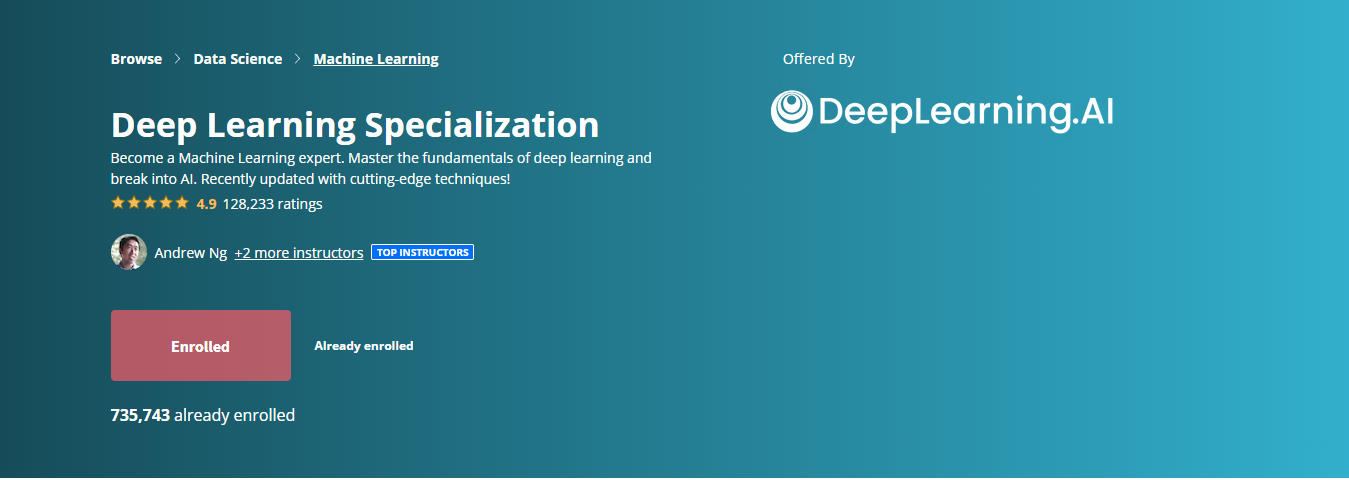 Browse > Data Science > Machine Learning
Offered By
DeepLearning.AI
Deep Learning Specialization
Become a Machine Learning expert. Master the fundamentals of deep learning and
break into AI. Recently updated with cutting-edge techniques!
4.9 128,233 ratings
Andrew Ng +2 more instructors TOP INSTRUCTORS
Enrolled
Already enrolled
735,743 already enrolled